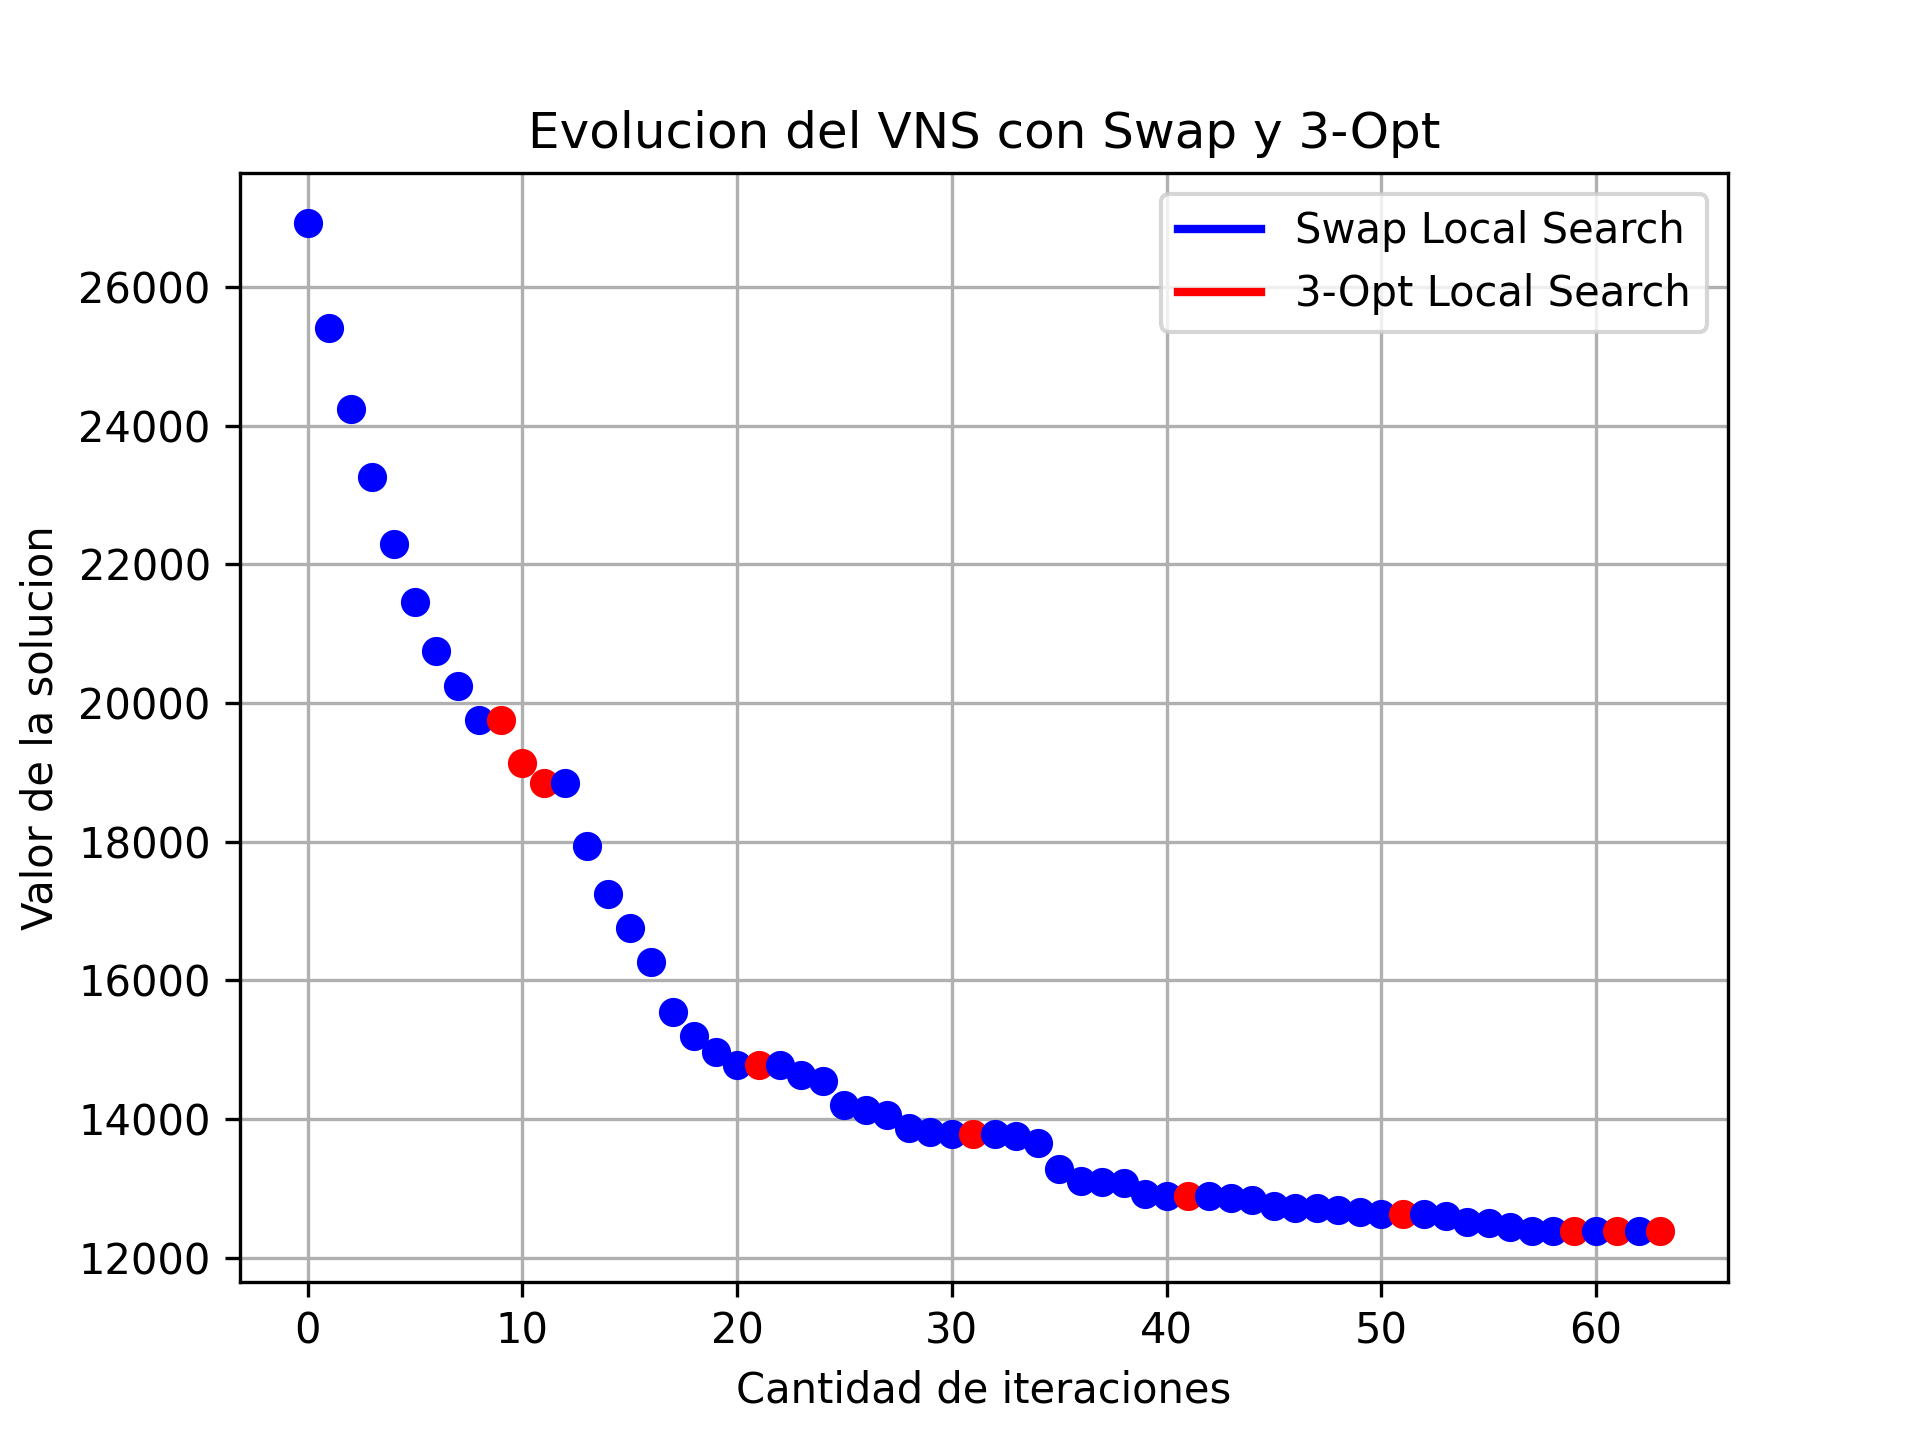 Evolucion del VNS con Swap y 3-Opt
Swap Local Search
3-Opt Local Search
Valor de la solucion
26000
24000
22000
20000
18000
16000
14000
12000
0 10 20 30 40 50 60
Cantidad de iteraciones